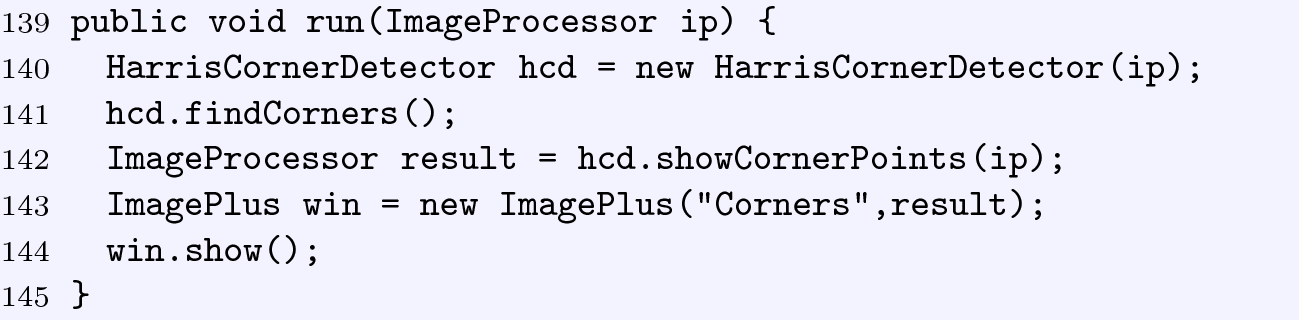 139 public void run(ImageProcessor ip) {
140   HarrisCornerDetector hcd = new HarrisCornerDetector(ip);
141   hcd.findCorners();
142   ImageProcessor result = hcd.showCornerPoints(ip);
143   ImagePlus win = new ImagePlus("Corners",result);
144   win.show();
145 }